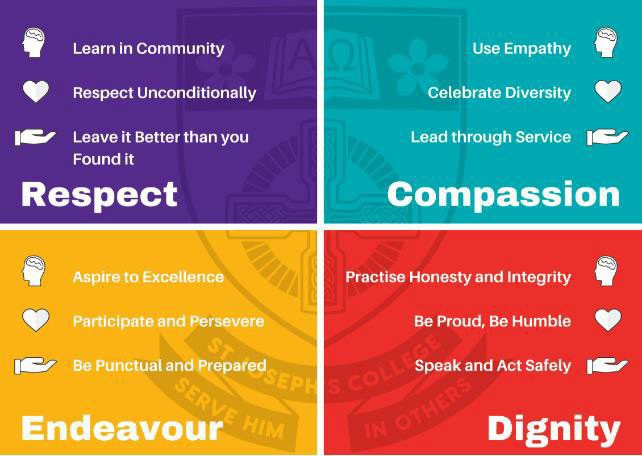 Learn in Community
Respect Unconditionally
Leave it Better than you
Found it
Respect
Use Empathy
Celebrate Diversity
Lead through Service
Compassion
Aspire to Excellence
Participate and Persevere
Be Punctual and Prepared
Endeavour
Practise Honesty and Integrity
Be Proud, Be Humble
Speak and Act Safely
Dignity
Α Ω
ST JOSEPH'S COLLEGE
SERVE HIM IN OTHERS